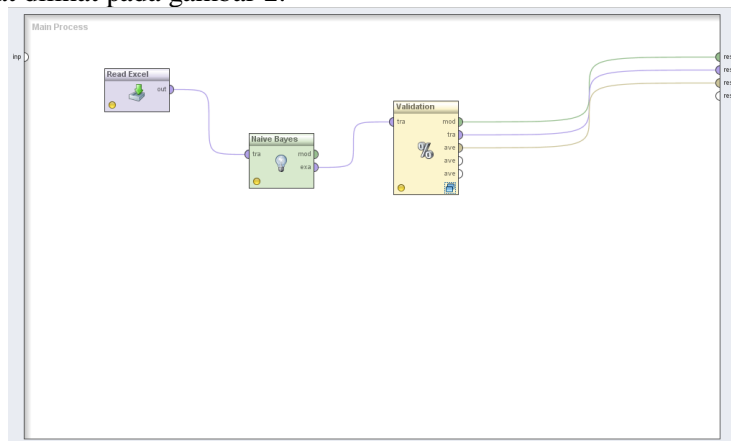 Main Process
inp
res
res
res
res
Read Excel
out
Naive Bayes
tra mod
exa
Validation
tra mod
tra
ave
ave
ave
%